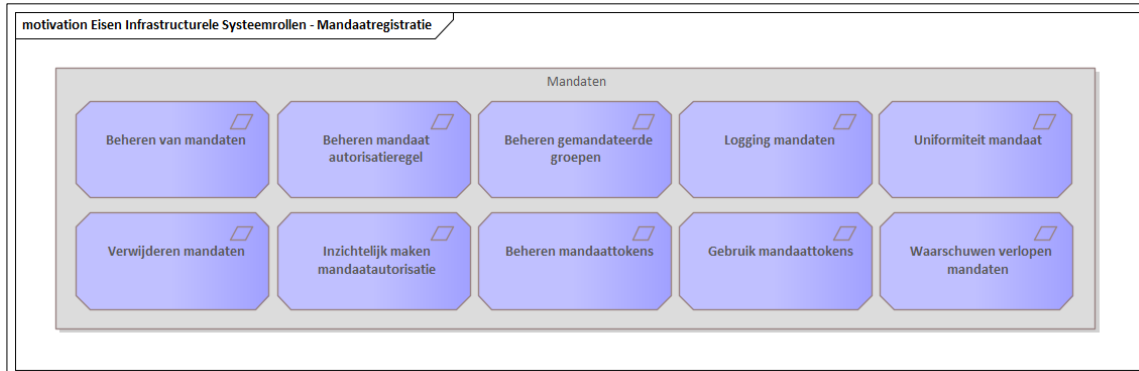 motivation Eisen Infrastructurele Systeemrollen - Mandaatregistratie
Mandaten
Beheren van mandaten
Beheren mandaat
autorisatieregel
Beheren gemandateerde
groepen
Logging mandaten
Uniformiteit mandaat
Verwijderen mandaten
Inzichtelijk maken
mandaatautorisatie
Beheren mandaattokens
Gebruik mandaattokens
Waarschuwen verlopen
mandaten